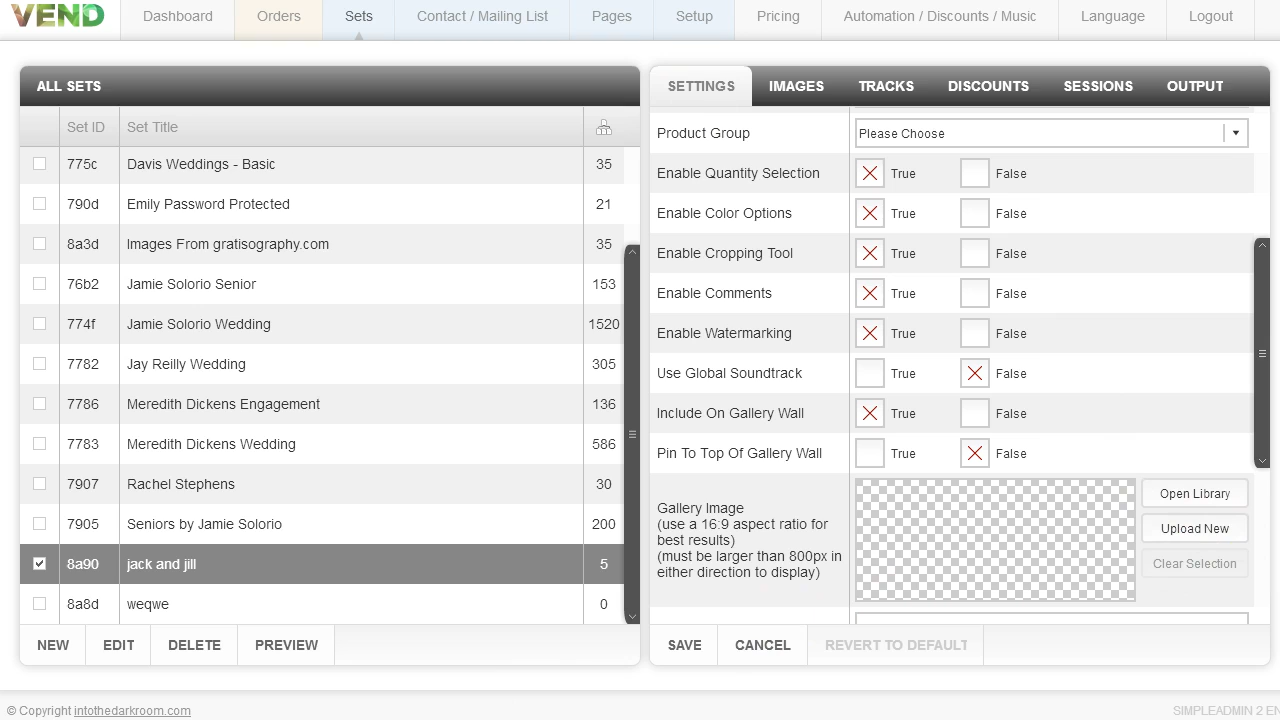 VEND Dashboard Orders Sets Contact / Mailing List Pages Setup Pricing Automation / Discounts / Music Language Logout
ALL SETS
Set ID Set Title
775c Davis Weddings - Basic 35
790d Emily Password Protected 21
8a3d Images From gratisography.com 35
76b2 Jamie Solorio Senior 153
774f Jamie Solorio Wedding 1520
7782 Jay Reilly Wedding 305
7786 Meredith Dickens Engagement 136
7783 Meredith Dickens Wedding 586
7907 Rachel Stephens 30
7905 Seniors by Jamie Solorio 200
8a90 jack and jill 5
8a8d weqwe 0
NEW EDIT DELETE PREVIEW
SETTINGS IMAGES TRACKS DISCOUNTS SESSIONS OUTPUT
Product Group Please Choose
Enable Quantity Selection True False
Enable Color Options True False
Enable Cropping Tool True False
Enable Comments True False
Enable Watermarking True False
Use Global Soundtrack True False
Include On Gallery Wall True False
Pin To Top Of Gallery Wall True False
Gallery Image
(use a 16:9 aspect ratio for
best results)
(must be larger than 800px in
either direction to display)
Open Library
Upload New
Clear Selection
SAVE CANCEL REVERT TO DEFAULT
© Copyright intothedarkroom.com SIMPLEADMIN 2 EN